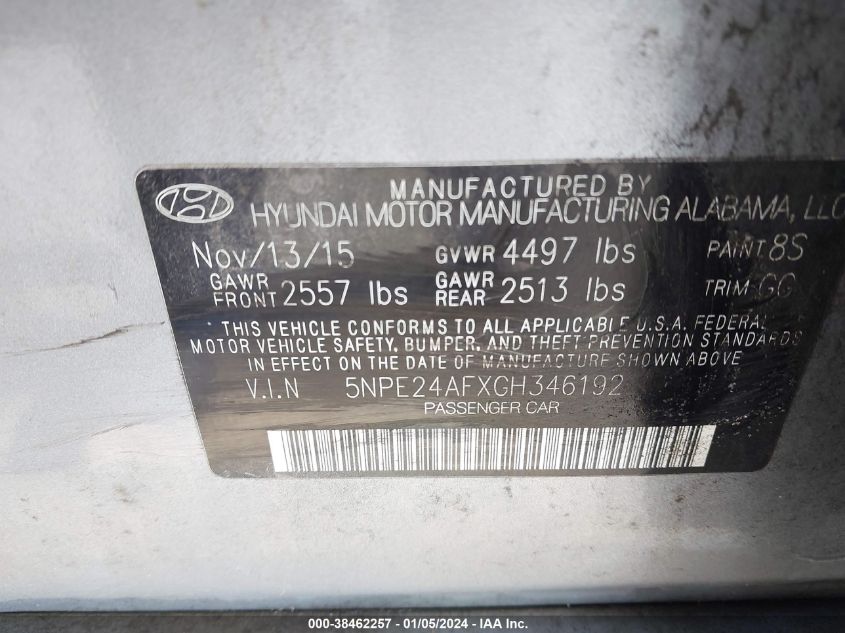 MANUFACTURED BY
HYUNDAI MOTOR MANUFACTURING ALABAMA, LLC
Nov/13/15 GVWR 4497 lbs PAINT 8S
GAWR FRONT 2557 lbs GAWR REAR 2513 lbs TRIM GG
THIS VEHICLE CONFORMS TO ALL APPLICABLE U.S.A. FEDERAL
MOTOR VEHICLE SAFETY, BUMPER, AND THEFT PREVENTION STANDARDS
IN EFFECT ON THE DATE OF MANUFACTURE SHOWN ABOVE
V.I.N 5NPE24AFXGH346192
PASSENGER CAR
000-38462257 - 01/05/2024 - IAA Inc.